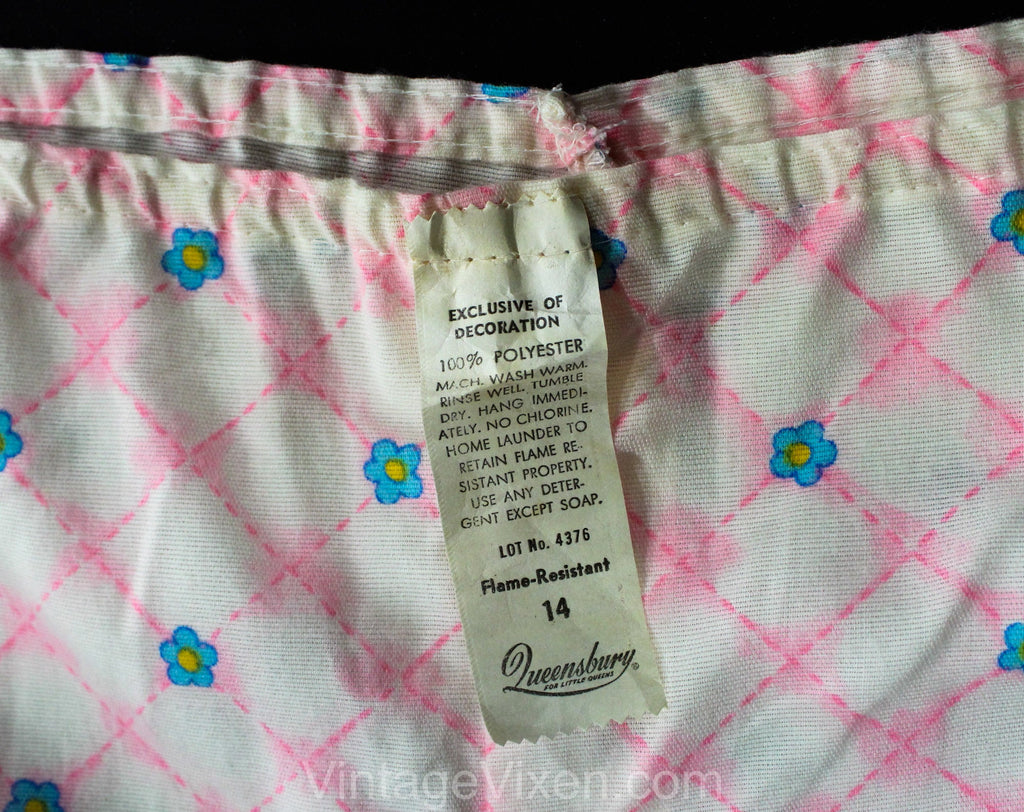 EXCLUSIVE OF
DECORATION
100% POLYESTER
MACH. WASH WARM.
RINSE WELL. TUMBLE
DRY. HANG IMMEDI-
ATELY. NO CHLORINE.
HOME LAUNDER TO
RETAIN FLAME RE-
SISTANT PROPERTY.
USE ANY DETER-
GENT EXCEPT SOAP.
LOT No. 4376
Flame-Resistant
14
Queensbury®
FOR LITTLE QUEENS
VintageVixen.com